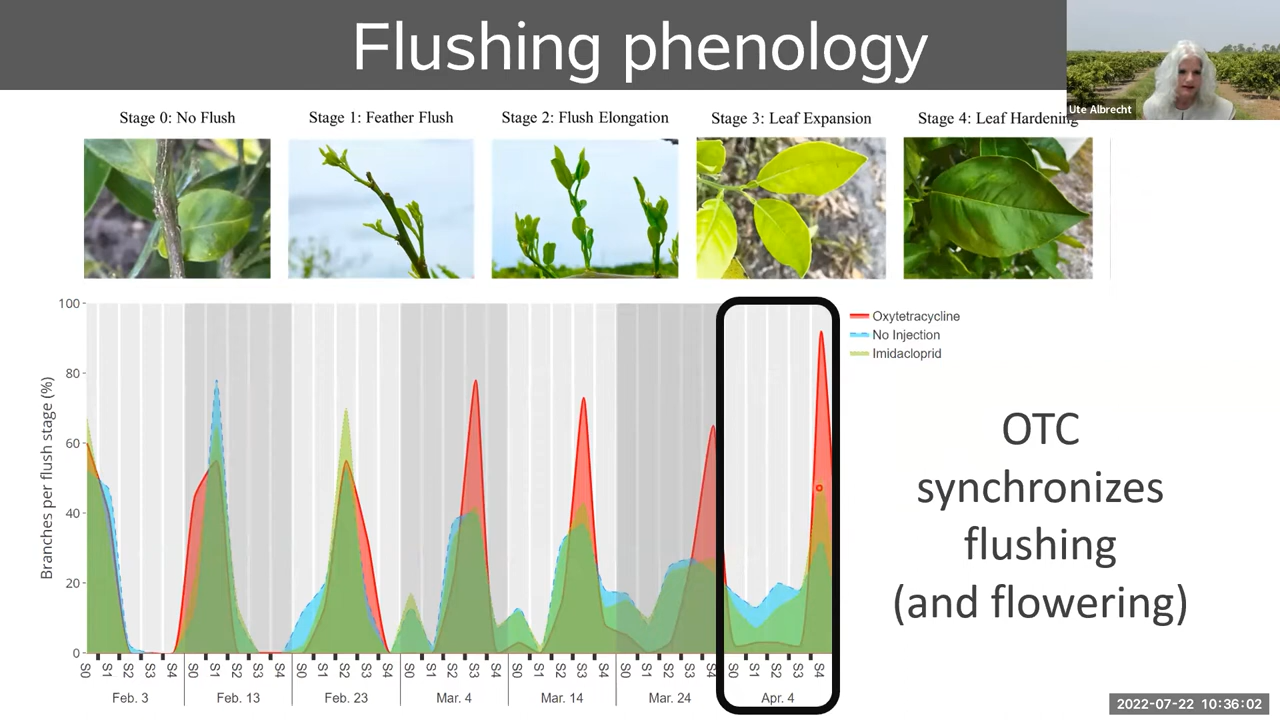 Flushing phenology
Ute Albrecht
Stage 0: No Flush
Stage 1: Feather Flush
Stage 2: Flush Elongation
Stage 3: Leaf Expansion
Stage 4: Leaf Hardening
Branches per flush stage (%)
100
80
60
40
20
0
S0 S1 S2 S3 S4 S0 S1 S2 S3 S4 S0 S1 S2 S3 S4 S0 S1 S2 S3 S4 S0 S1 S2 S3 S4 S0 S1 S2 S3 S4 S0 S1 S2 S3 S4
Feb. 3 Feb. 13 Feb. 23 Mar. 4 Mar. 14 Mar. 24 Apr. 4
Oxytetracycline
No Injection
Imidacloprid
OTC
synchronizes
flushing
(and flowering)
2022-07-22 10:36:02